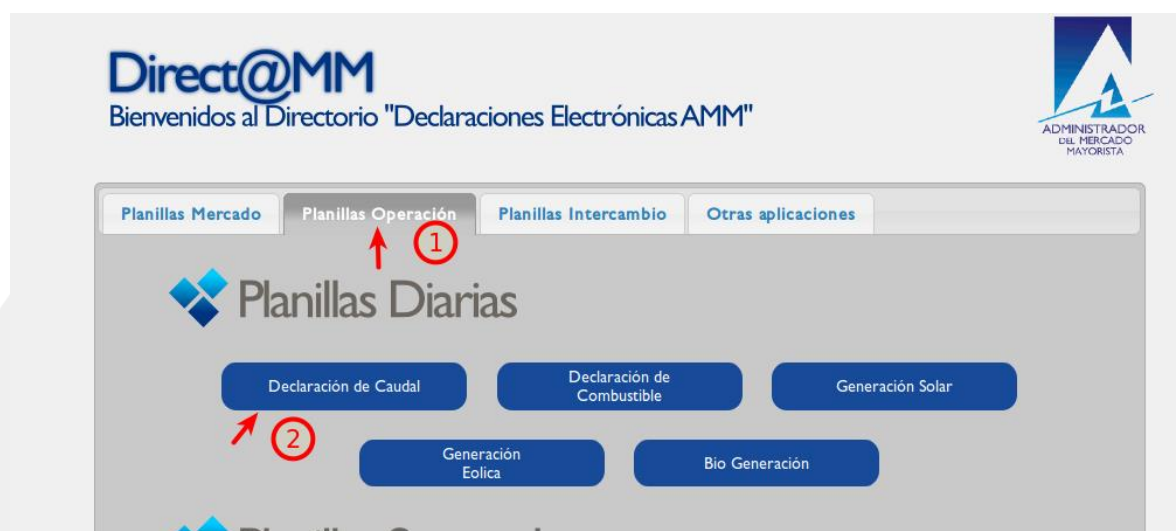 Direct@MM
Bienvenidos al Directorio "Declaraciones Electrónicas AMM"
ADMINISTRADOR
DEL MERCADO
MAYORISTA
Planillas Mercado
Planillas Operación
Planillas Intercambio
Otras aplicaciones
1
Planillas Diarias
Declaración de Caudal
Declaración de
Combustible
Generación Solar
2
Generación
Eolica
Bio Generación